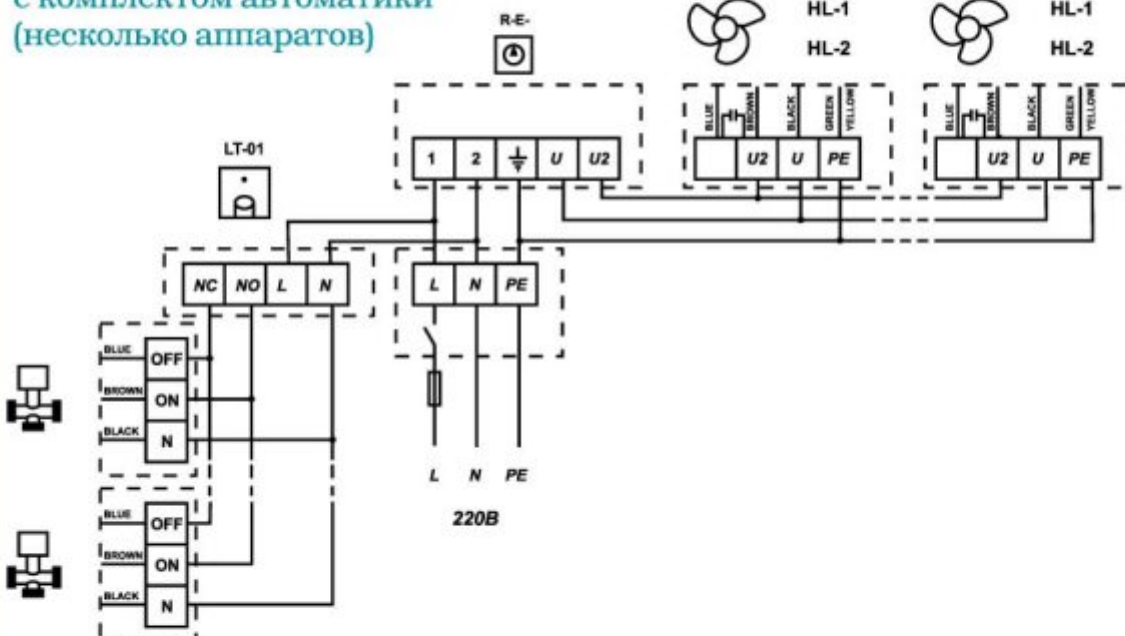 с комплектом автоматики
(несколько аппаратов)
R-E-
HL-1
HL-2
HL-1
HL-2
BLUE BROWN BLACK GREEN YELLOW
BLUE BROWN BLACK GREEN YELLOW
1 2 U U2
U2 U PE
U2 U PE
LT-01
NC NO L N
L N PE
BLUE OFF
BROWN ON
BLACK N
L N PE
220В
BLUE OFF
BROWN ON
BLACK N